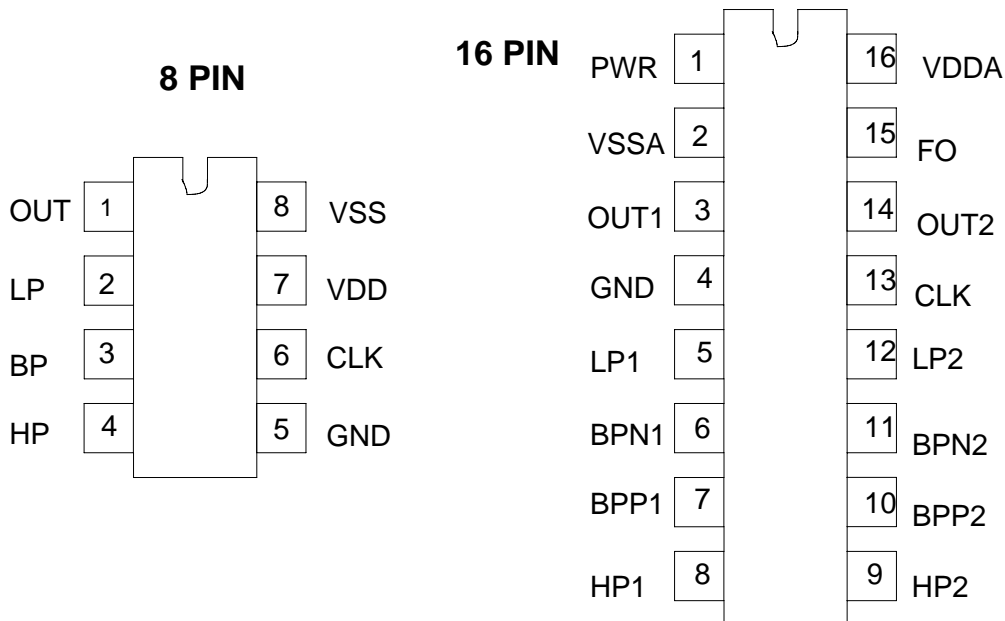 8 PIN
OUT 1 8 VSS
LP 2 7 VDD
BP 3 6 CLK
HP 4 5 GND
16 PIN
PWR 1 16 VDDA
VSSA 2 15 FO
OUT1 3 14 OUT2
GND 4 13 CLK
LP1 5 12 LP2
BPN1 6 11 BPN2
BPP1 7 10 BPP2
HP1 8 9 HP2